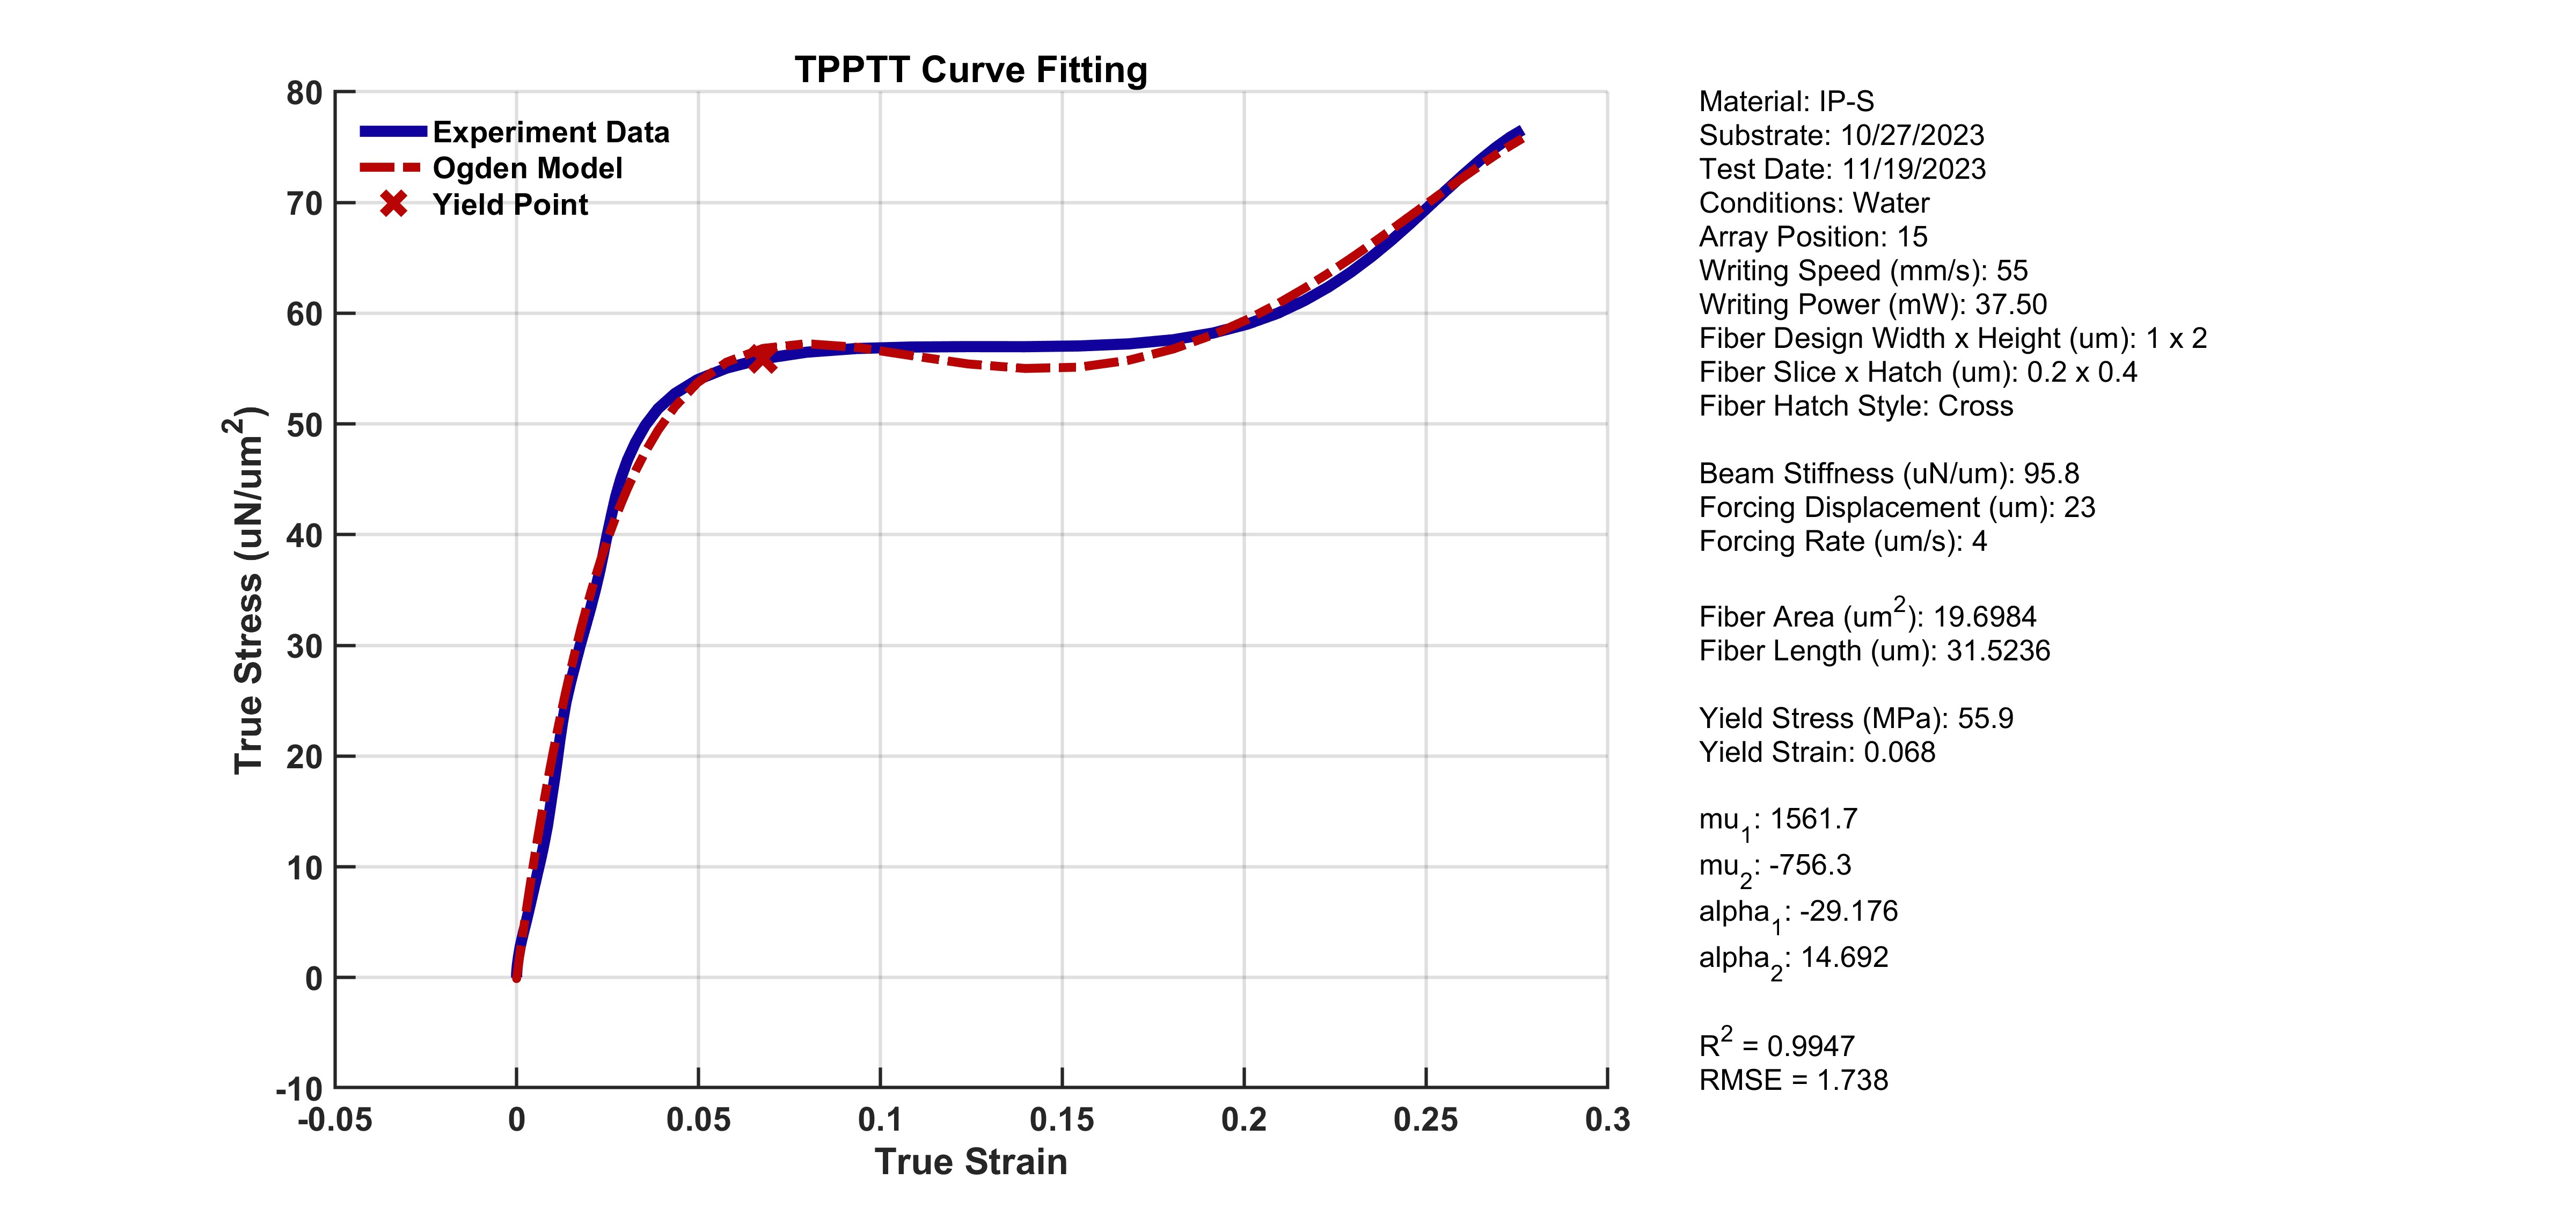 TPPTT Curve Fitting
80
70
60
50
40
30
20
10
0
-10
True Stress (uN/um²)
Experiment Data
Ogden Model
Yield Point
-0.05 0 0.05 0.1 0.15 0.2 0.25 0.3
True Strain
Material: IP-S
Substrate: 10/27/2023
Test Date: 11/19/2023
Conditions: Water
Array Position: 15
Writing Speed (mm/s): 55
Writing Power (mW): 37.50
Fiber Design Width x Height (um): 1 x 2
Fiber Slice x Hatch (um): 0.2 x 0.4
Fiber Hatch Style: Cross
Beam Stiffness (uN/um): 95.8
Forcing Displacement (um): 23
Forcing Rate (um/s): 4
Fiber Area (um²): 19.6984
Fiber Length (um): 31.5236
Yield Stress (MPa): 55.9
Yield Strain: 0.068
mu₁: 1561.7
mu₂: -756.3
alpha₁: -29.176
alpha₂: 14.692
R² = 0.9947
RMSE = 1.738